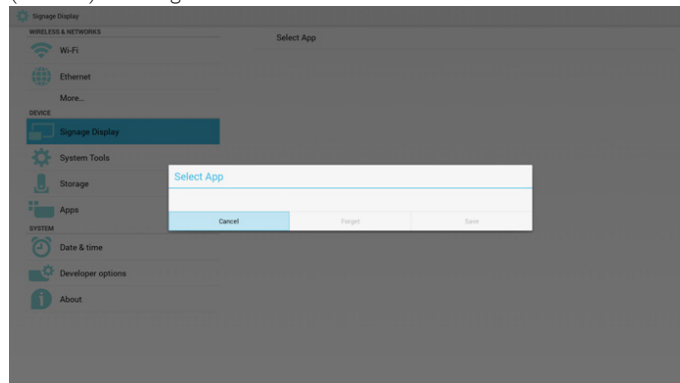 Signage Display
WIRELESS & NETWORKS
Wi-Fi
Ethernet
More...
DEVICE
Signage Display
System Tools
Storage
Apps
SYSTEM
Date & time
Developer options
About
Select App
Select App
Cancel
Forget
Save